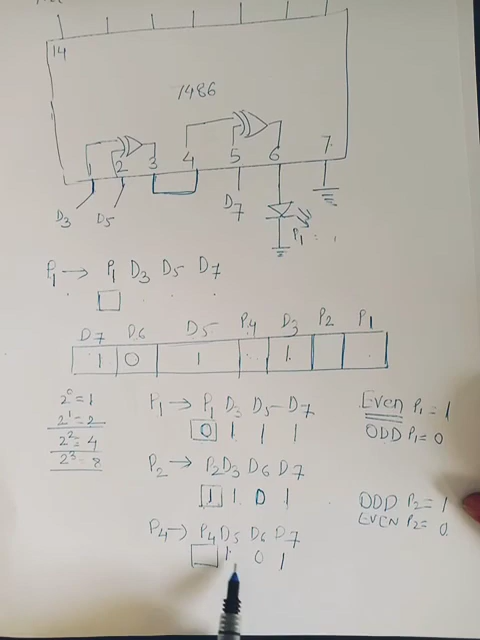 14
7486
1 2 3 4 5 6 7
D3 D5 D7
P1 =
P1 → P1 D3 D5 D7
D7 D6 D5 P4 D3 P2 P1
1 0 1 1
2⁰ = 1
2¹ = 2
2² = 4
2³ = 8
P1 → P1 D3 D5 D7
0 1 1 1
Even P1 = 1
ODD P1 = 0
P2 → P2 D3 D6 D7
1 1 0 1
ODD P2 = 1
EVEN P2 = 0
P4 → P4 D5 D6 D7
1 0 1